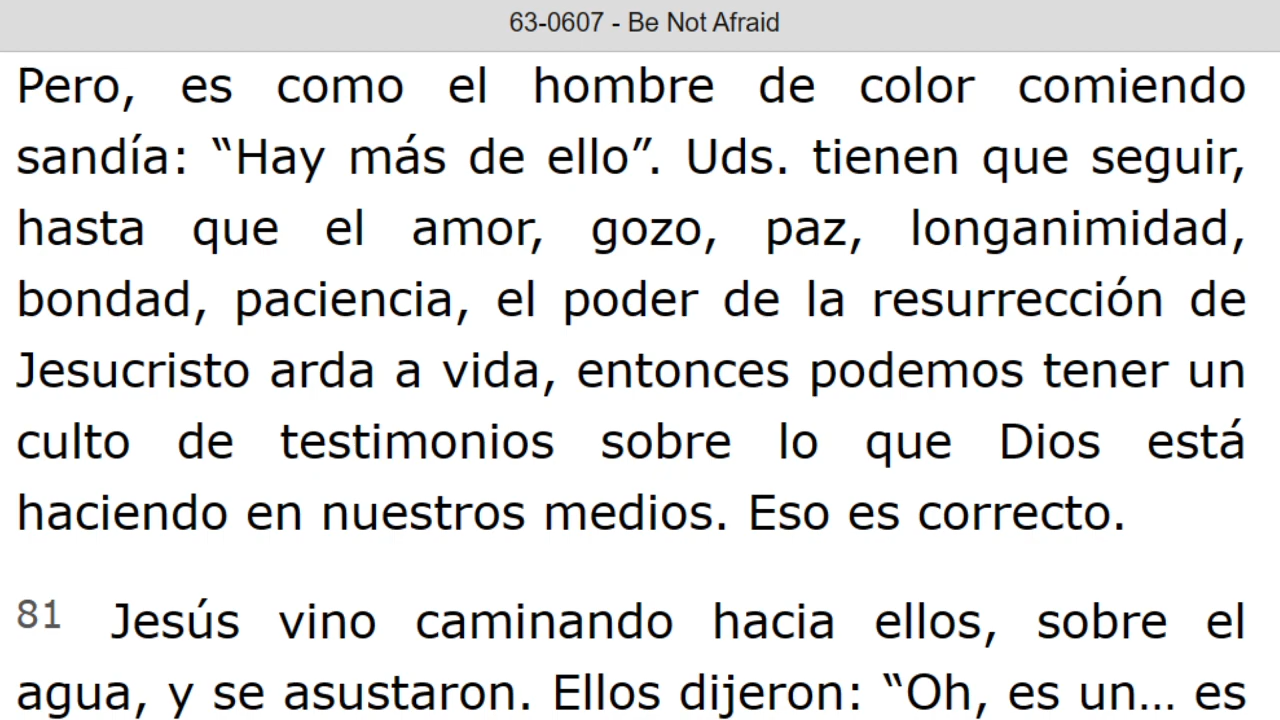 63-0607 - Be Not Afraid
Pero, es como el hombre de color comiendo
sandía: “Hay más de ello”. Uds. tienen que seguir,
hasta que el amor, gozo, paz, longanimidad,
bondad, paciencia, el poder de la resurrección de
Jesucristo arda a vida, entonces podemos tener un
culto de testimonios sobre lo que Dios está
haciendo en nuestros medios. Eso es correcto.
81 Jesús vino caminando hacia ellos, sobre el
agua, y se asustaron. Ellos dijeron: “Oh, es un... es